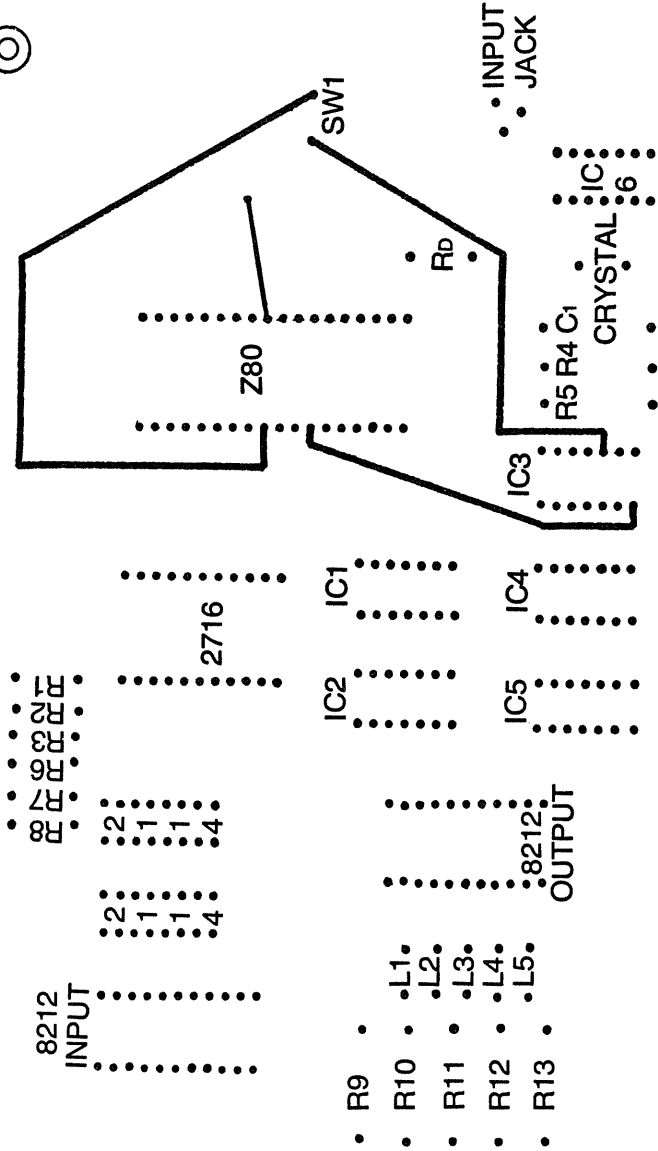 INPUT
JACK
SW1
IC
6
RD
CRYSTAL
R5 R4 C1
Z80
IC3
2716
IC1
IC4
IC2
IC5
R1
R2
R3
R6
R7
R8
2
1
1
4
2
1
1
4
8212
OUTPUT
8212
INPUT
L1
L2
L3
L4
L5
R9
R10
R11
R12
R13